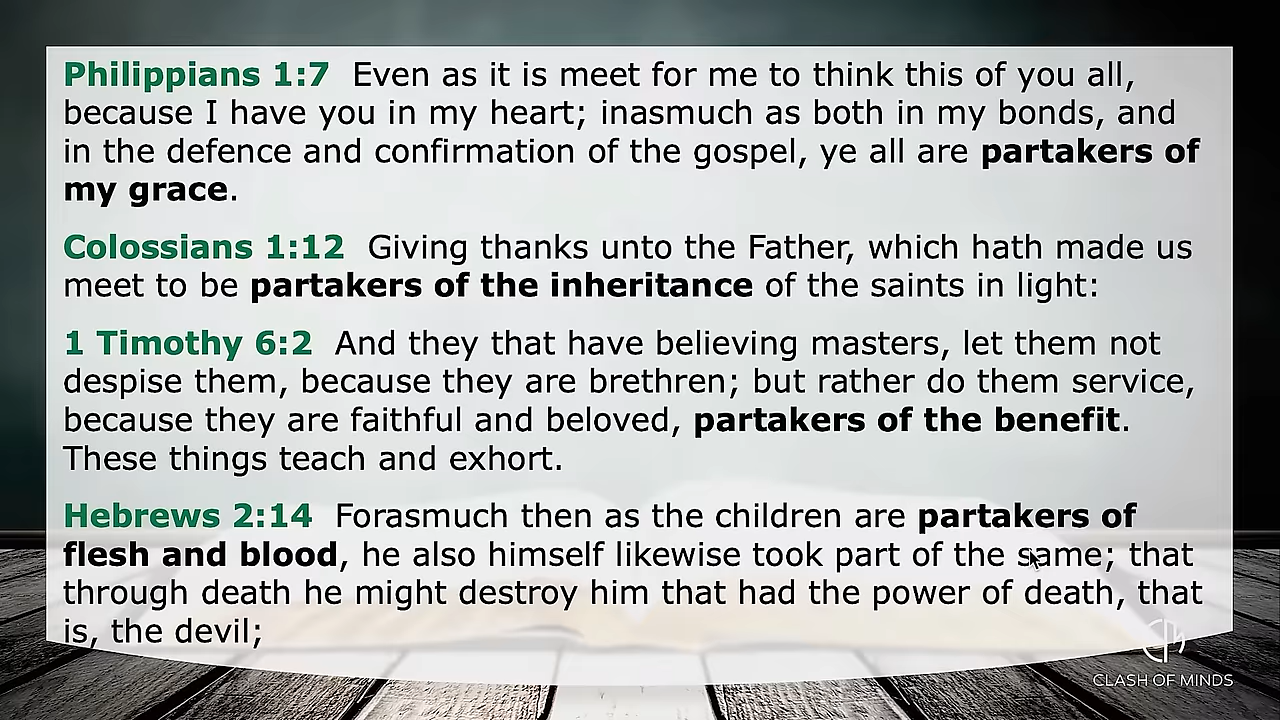 Philippians 1:7 Even as it is meet for me to think this of you all,
because I have you in my heart; inasmuch as both in my bonds, and
in the defence and confirmation of the gospel, ye all are partakers of
my grace.
Colossians 1:12 Giving thanks unto the Father, which hath made us
meet to be partakers of the inheritance of the saints in light:
1 Timothy 6:2 And they that have believing masters, let them not
despise them, because they are brethren; but rather do them service,
because they are faithful and beloved, partakers of the benefit.
These things teach and exhort.
Hebrews 2:14 Forasmuch then as the children are partakers of
flesh and blood, he also himself likewise took part of the same; that
through death he might destroy him that had the power of death, that
is, the devil;
CLASH OF MINDS